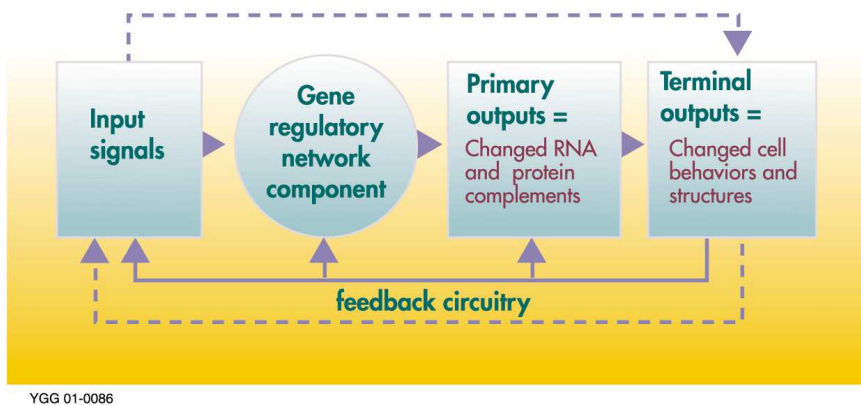 Input
signals
Gene
regulatory
network
component
Primary
outputs =
Changed RNA
and protein
complements
Terminal
outputs =
Changed cell
behaviors and
structures
feedback circuitry
YGG 01-0086